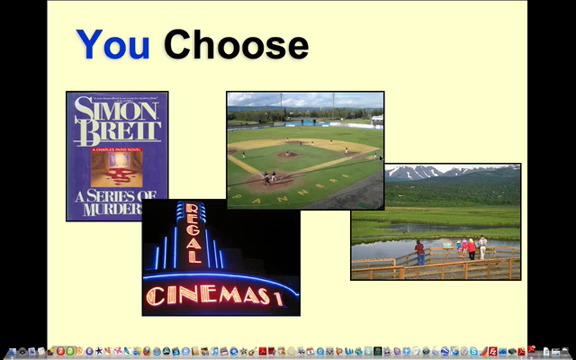 You Choose
SIMON
BRETT
A CHARLES PARIS NOVEL
A SERIES OF
MURDERS
REGAL
CINEMAS 1